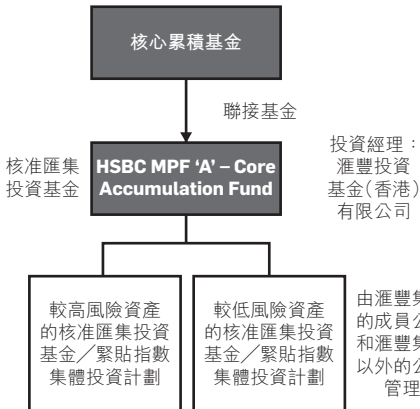 核心累積基金
聯接基金
核准匯集
投資基金
HSBC MPF ‘A’ – Core
Accumulation Fund
投資經理：
滙豐投資
基金(香港)
有限公司
較高風險資產
的核准匯集投資
基金／緊貼指數
集體投資計劃
較低風險資產
的核准匯集投資
基金／緊貼指數
集體投資計劃
由滙豐集
的成員公
和滙豐集
以外的公
管理